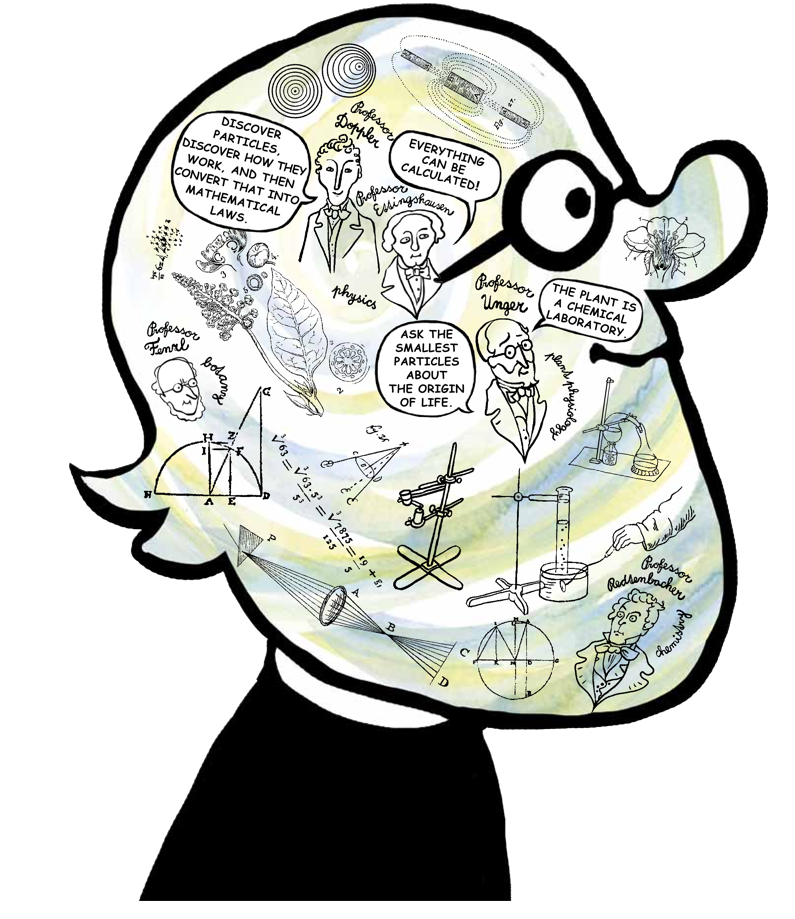 Professor
Doppler
DISCOVER
PARTICLES,
DISCOVER HOW THEY
WORK, AND THEN
CONVERT THAT INTO
MATHEMATICAL
LAWS.
EVERYTHING
CAN BE
CALCULATED!
Professor
Essingshausen
physics
Professor
Unger
THE PLANT IS
A CHEMICAL
LABORATORY.
ASK THE
SMALLEST
PARTICLES
ABOUT
THE ORIGIN
OF LIFE.
plant physiology
Professor
Fenzl
botany
G
H Z
I F
N A E D
P
A
B
C
D
Professor
Redtenbacher
chemistry